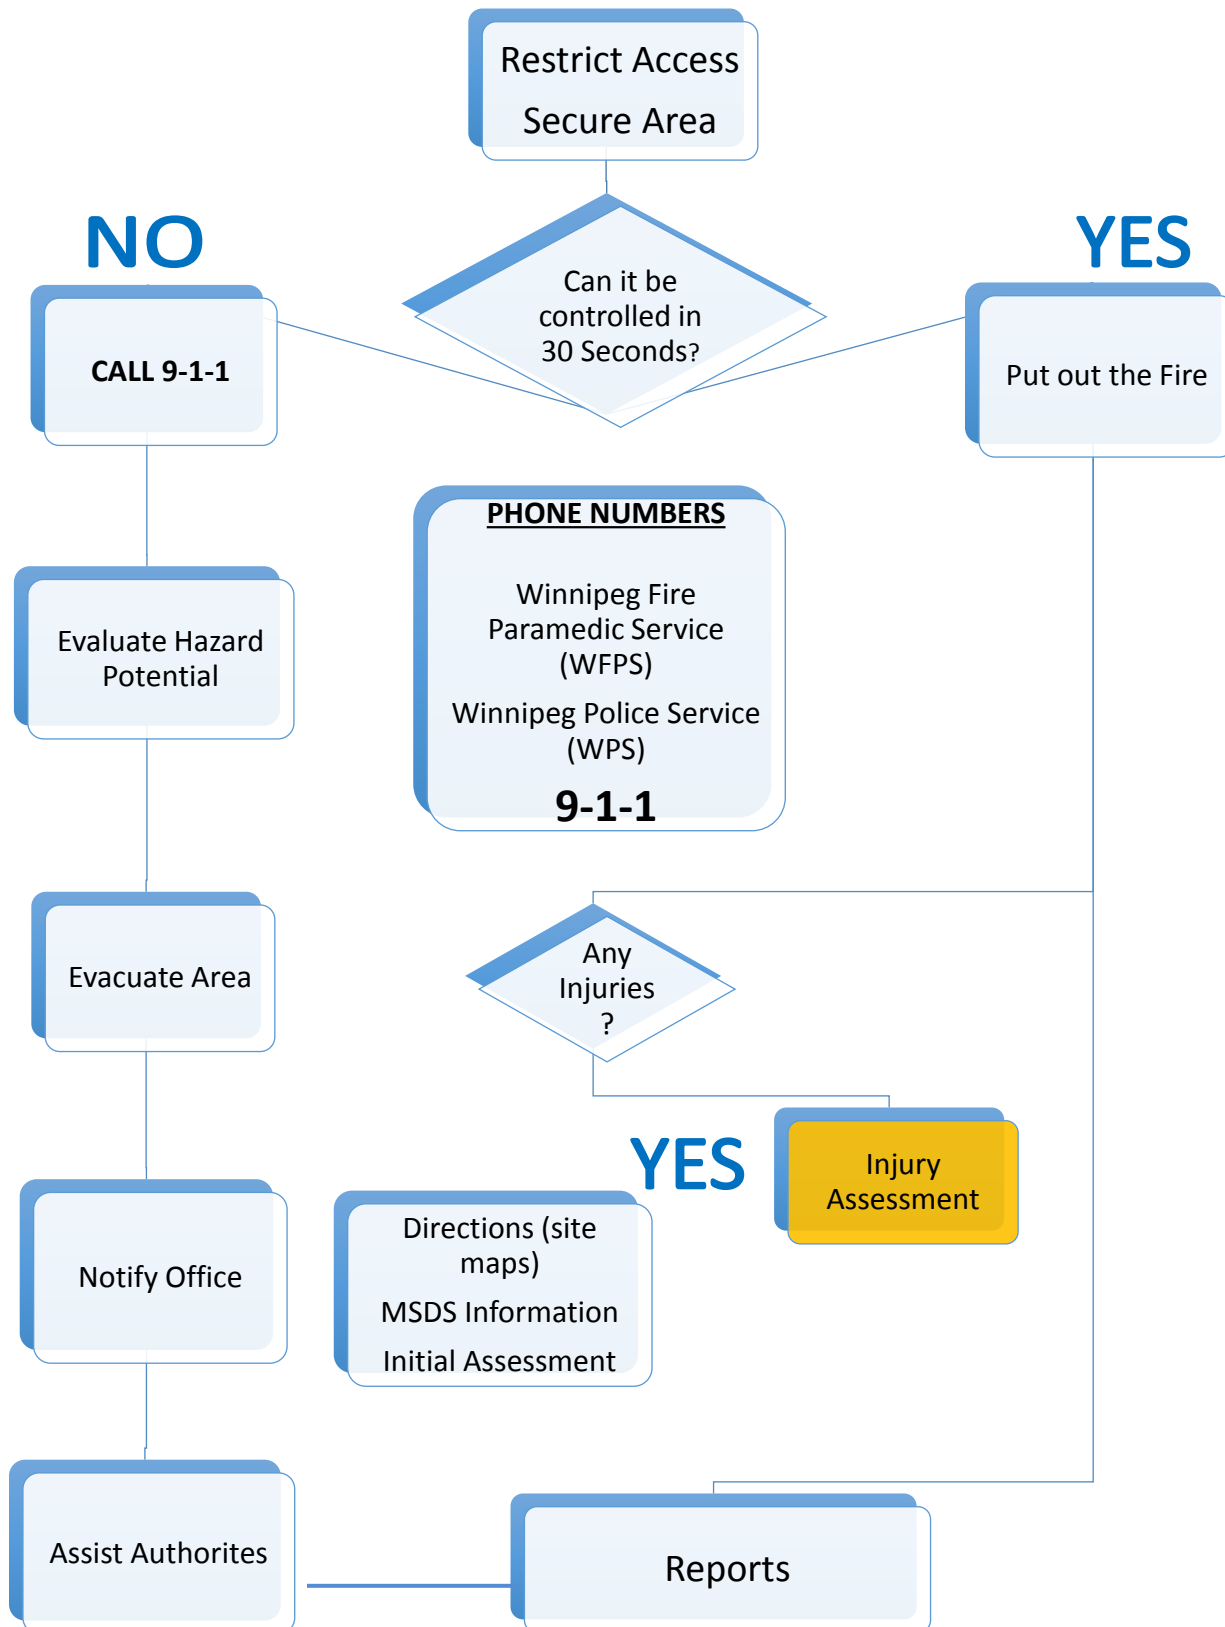 Restrict Access
Secure Area
NO
YES
Can it be
controlled in
30 Seconds?
CALL 9-1-1
Put out the Fire
PHONE NUMBERS
Winnipeg Fire
Paramedic Service
(WFPS)
Winnipeg Police Service
(WPS)
9-1-1
Evaluate Hazard
Potential
Evacuate Area
Any
Injuries
?
YES
Injury
Assessment
Notify Office
Directions (site
maps)
MSDS Information
Initial Assessment
Assist Authorites
Reports